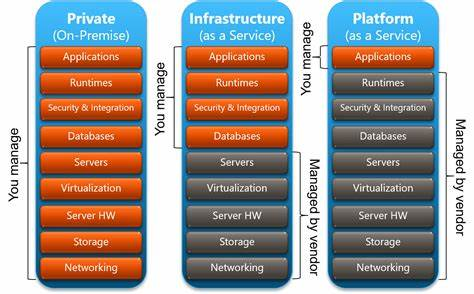 Private
(On-Premise)
You manage
Applications
Runtimes
Security & Integration
Databases
Servers
Virtualization
Server HW
Storage
Networking
Infrastructure
(as a Service)
You manage
Applications
Runtimes
Security & Integration
Databases
Servers
Virtualization
Server HW
Storage
Networking
Managed by vendor
Platform
(as a Service)
You manage
Applications
Runtimes
Security & Integration
Databases
Servers
Virtualization
Server HW
Storage
Networking
Managed by vendor